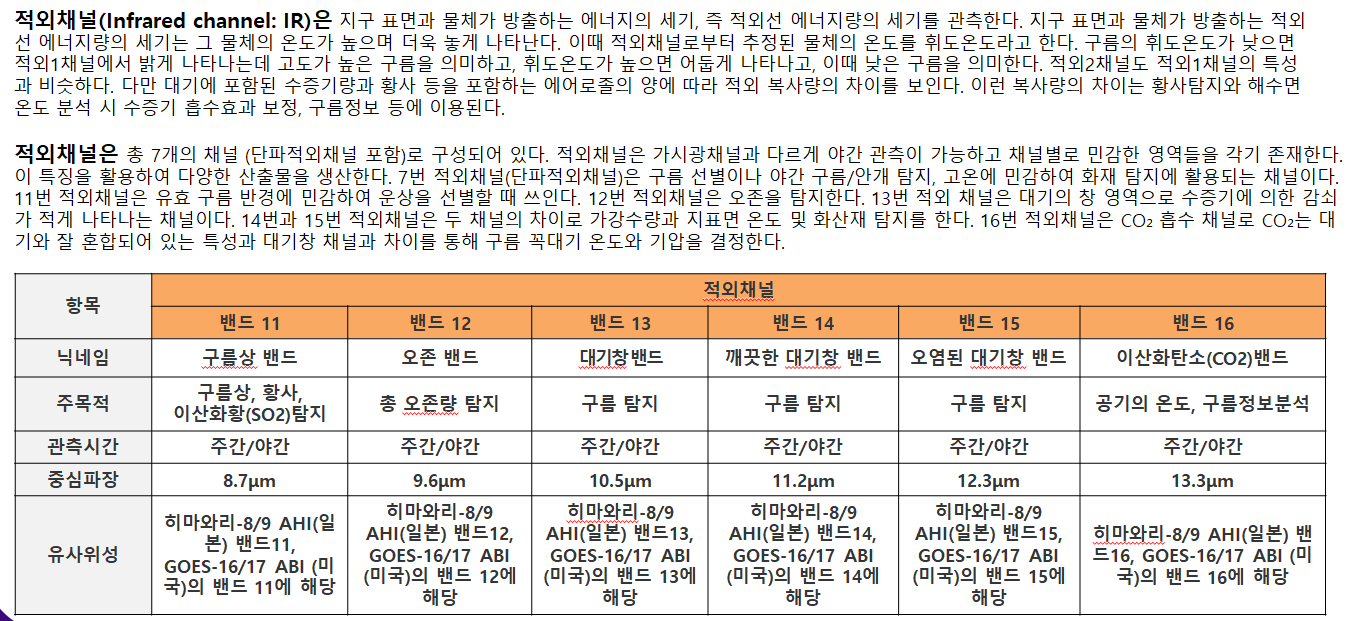 적외채널(Infrared channel: IR)은 지구 표면과 물체가 방출하는 에너지의 세기, 즉 적외선 에너지량의 세기를 관측한다. 지구 표면과 물체가 방출하는 적외
선 에너지량의 세기는 그 물체의 온도가 높으며 더욱 놓게 나타난다. 이때 적외채널로부터 추정된 물체의 온도를 휘도온도라고 한다. 구름의 휘도온도가 낮으면
적외1채널에서 밝게 나타나는데 고도가 높은 구름을 의미하고, 휘도온도가 높으면 어둡게 나타나고, 이때 낮은 구름을 의미한다. 적외2채널도 적외1채널의 특성
과 비슷하다. 다만 대기에 포함된 수증기량과 황사 등을 포함하는 에어로졸의 양에 따라 적외 복사량의 차이를 보인다. 이런 복사량의 차이는 황사탐지와 해수면
온도 분석 시 수증기 흡수효과 보정, 구름정보 등에 이용된다.
적외채널은 총 7개의 채널 (단파적외채널 포함)로 구성되어 있다. 적외채널은 가시광채널과 다르게 야간 관측이 가능하고 채널별로 민감한 영역들을 각기 존재한다.
이 특징을 활용하여 다양한 산출물을 생산한다. 7번 적외채널(단파적외채널)은 구름 선별이나 야간 구름/안개 탐지, 고온에 민감하여 화재 탐지에 활용되는 채널이다.
11번 적외채널은 유효 구름 반경에 민감하여 운상을 선별할 때 쓰인다. 12번 적외채널은 오존을 탐지한다. 13번 적외 채널은 대기의 창 영역으로 수증기에 의한 감쇠
가 적게 나타나는 채널이다. 14번과 15번 적외채널은 두 채널의 차이로 가강수량과 지표면 온도 및 화산재 탐지를 한다. 16번 적외채널은 CO₂ 흡수 채널로 CO₂는 대
기와 잘 혼합되어 있는 특성과 대기창 채널과 차이를 통해 구름 꼭대기 온도와 기압을 결정한다.
항목 적외채널
밴드 11 밴드 12 밴드 13 밴드 14 밴드 15 밴드 16
닉네임 구름상 밴드 오존 밴드 대기창밴드 깨끗한 대기창 밴드 오염된 대기창 밴드 이산화탄소(CO2)밴드
주목적 구름상, 황사, 이산화황(SO2)탐지 총 오존량 탐지 구름 탐지 구름 탐지 구름 탐지 공기의 온도, 구름정보분석
관측시간 주간/야간 주간/야간 주간/야간 주간/야간 주간/야간 주간/야간
중심파장 8.7μm 9.6μm 10.5μm 11.2μm 12.3μm 13.3μm
유사위성
히마와리-8/9 AHI(일
본) 밴드11,
GOES-16/17 ABI (미
국)의 밴드 11에 해당
히마와리-8/9
AHI(일본) 밴드12,
GOES-16/17 ABI
(미국)의 밴드 12에
해당
히마와리-8/9
AHI(일본) 밴드13,
GOES-16/17 ABI
(미국)의 밴드 13에
해당
히마와리-8/9
AHI(일본) 밴드14,
GOES-16/17 ABI
(미국)의 밴드 14에
해당
히마와리-8/9
AHI(일본) 밴드15,
GOES-16/17 ABI
(미국)의 밴드 15에
해당
히마와리-8/9 AHI(일본) 밴
드16, GOES-16/17 ABI (미
국)의 밴드 16에 해당